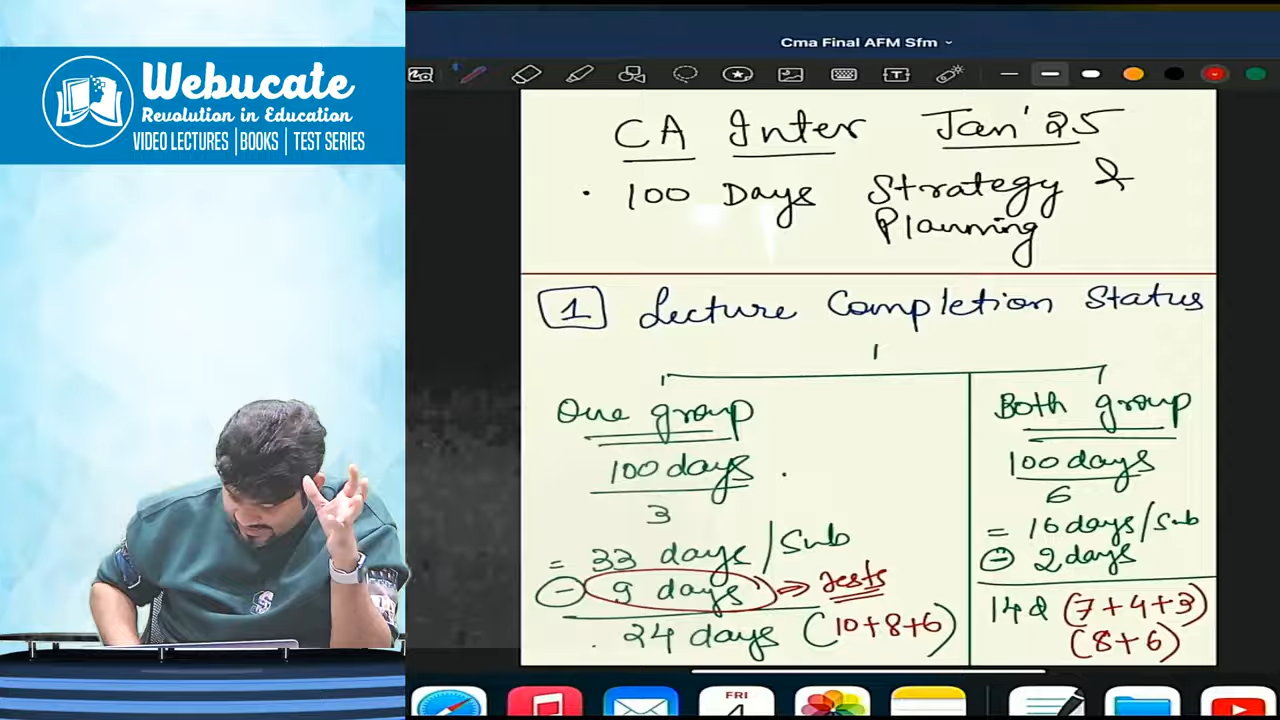 Webucate
Revolution in Education
VIDEO LECTURES | BOOKS | TEST SERIES
Cma Final AFM Sfm
CA Inter Jan'25
· 100 Days Strategy &
Planning
1 Lecture Completion Status
One group
100 days
3
= 33 days/Sub
- 9 days => tests
24 days (10+8+6)
Both group
100 days
6
= 16 days/Sub
- 2 days
14 d (7+4+3)
(8+6)
FRI